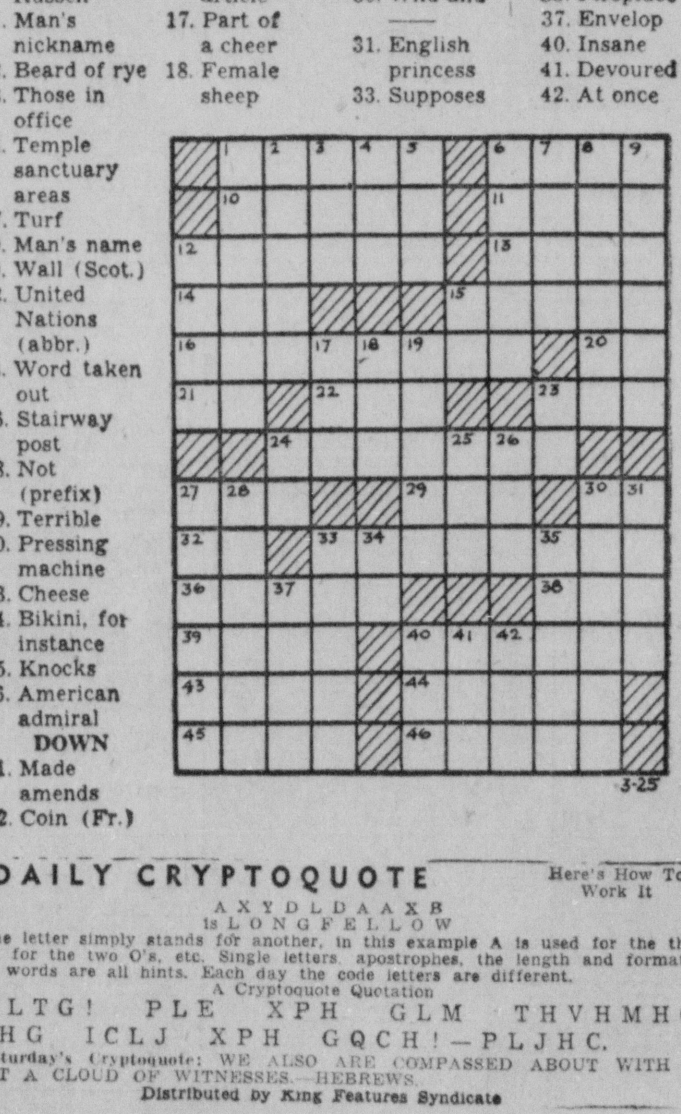 Man's
nickname
Beard of rye
Those in
office
Temple
sanctuary
areas
Turf
Man's name
Wall (Scot.)
United
Nations
(abbr.)
Word taken
out
Stairway
post
Not
(prefix)
Terrible
Pressing
machine
Cheese
Bikini, for
instance
Knocks
American
admiral
DOWN
Made
amends
Coin (Fr.)
17. Part of
a cheer
18. Female
sheep
31. English
princess
33. Supposes
37. Envelop
40. Insane
41. Devoured
42. At once
1 2 3 4 5 6 7 8 9
10 11
12 13
14 15
16 17 18 19 20
21 22 23
24 25 26
27 28 29 30 31
32 33 34 35
36 37 38
39 40 41 42
43 44
45 46
3-25
DAILY CRYPTOQUOTE
Here's How To
Work It
A X Y D L D A A X R
is L O N G F E L L O W
letter simply stands for another, in this example A is used for the
for the two O's, etc. Single letters, apostrophes, the length and
words are all hints. Each day the code letters are different.
A Cryptoquote Quotation
L T G ! P L E X P H G L M T H V H M H
H G I C L J X P H G Q C H ! — P L J H C.
Cryptoquote: WE ALSO ARE COMPASSED ABOUT WITH
A CLOUD OF WITNESSES.—HEBREWS.
Distributed by King Features Syndicate